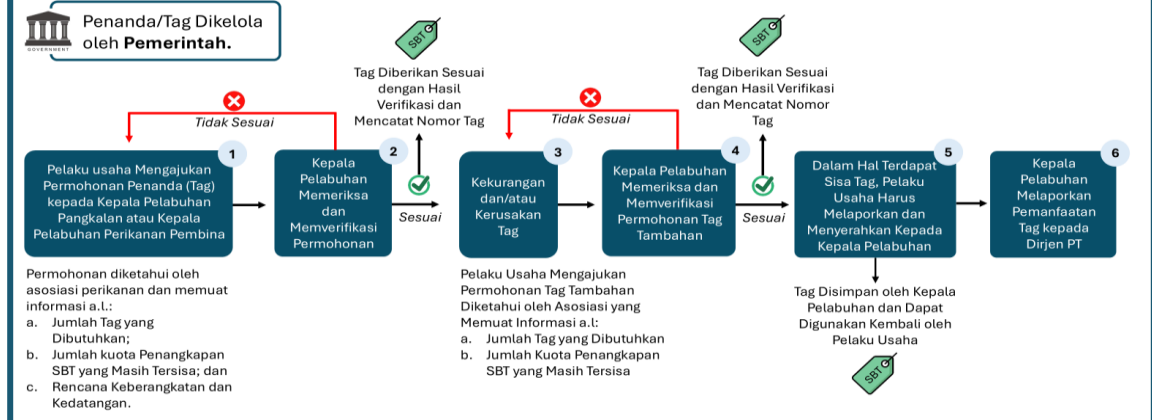 GOVERNMENT
Penanda/Tag Dikelola
oleh Pemerintah.
SBT
Tag Diberikan Sesuai
dengan Hasil
Verifikasi dan
Mencatat Nomor Tag
SBT
Tag Diberikan Sesuai
dengan Hasil Verifikasi
dan Mencatat Nomor
Tag
Tidak Sesuai
Tidak Sesuai
1
Pelaku usaha Mengajukan
Permohonan Penanda (Tag)
kepada Kepala Pelabuhan
Pangkalan atau Kepala
Pelabuhan Perikanan Pembina
2
Kepala
Pelabuhan
Memeriksa
dan
Memverifikasi
Permohonan
Sesuai
3
Kekurangan
dan/atau
Kerusakan
Tag
4
Kepala Pelabuhan
Memeriksa dan
Memverifikasi
Permohonan Tag
Tambahan
Sesuai
5
Dalam Hal Terdapat
Sisa Tag, Pelaku
Usaha Harus
Melaporkan dan
Menyerahkan Kepada
Kepala Pelabuhan
6
Kepala
Pelabuhan
Melaporkan
Pemanfaatan
Tag kepada
Dirjen PT
Permohonan diketahui oleh
asosiasi perikanan dan memuat
informasi a.l.:
a. Jumlah Tag yang
Dibutuhkan;
b. Jumlah kuota Penangkapan
SBT yang Masih Tersisa; dan
c. Rencana Keberangkatan dan
Kedatangan.
Pelaku Usaha Mengajukan
Permohonan Tag Tambahan
Diketahui oleh Asosiasi yang
Memuat Informasi a.l:
a. Jumlah Tag yang Dibutuhkan
b. Jumlah Kuota Penangkapan
SBT yang Masih Tersisa
Tag Disimpan oleh Kepala
Pelabuhan dan Dapat
Digunakan Kembali oleh
Pelaku Usaha
SBT